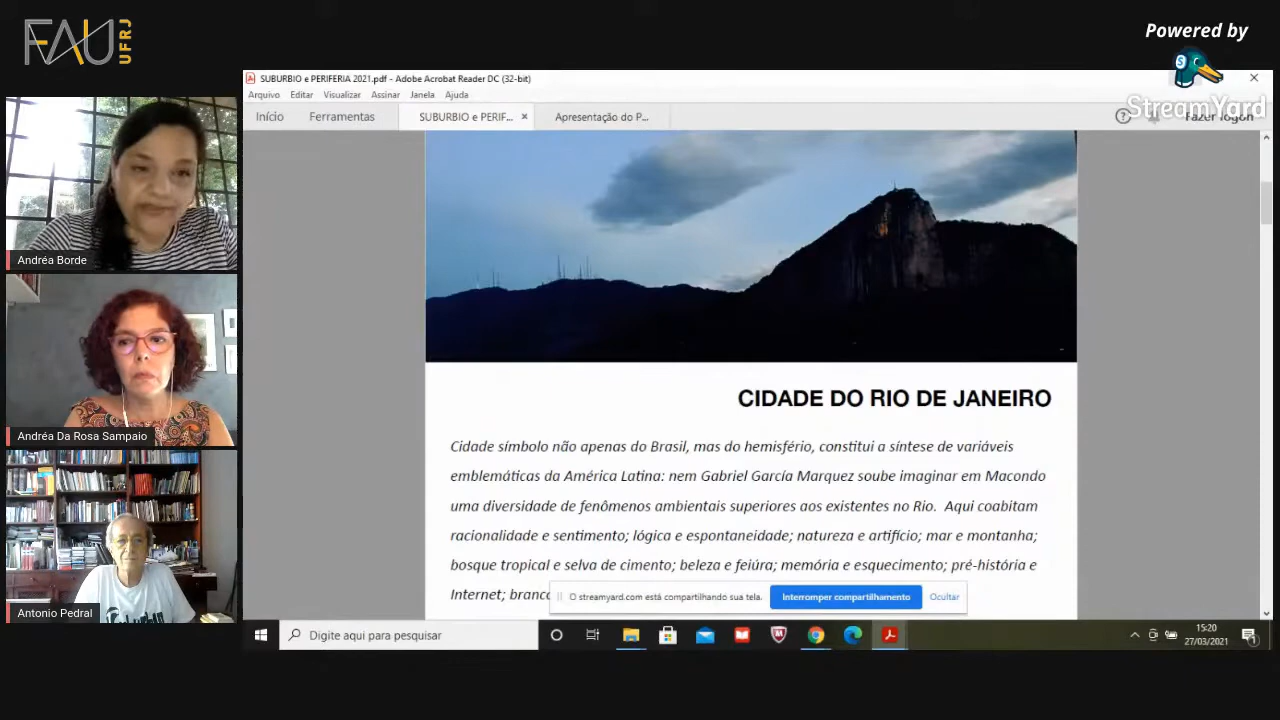 FAU UFRJ
Powered by
StreamYard
SUBURBIO e PERIFERIA 2021.pdf - Adobe Acrobat Reader DC (32-bit)
Arquivo Editar Visualizar Assinar Janela Ajuda
Início Ferramentas SUBURBIO e PERIF... × Apresentação do P... Fazer logon
Andréa Borde
Andréa Da Rosa Sampaio
Antonio Pedral
CIDADE DO RIO DE JANEIRO
Cidade símbolo não apenas do Brasil, mas do hemisfério, constitui a síntese de variáveis
emblemáticas da América Latina: nem Gabriel García Marquez soube imaginar em Macondo
uma diversidade de fenômenos ambientais superiores aos existentes no Rio. Aqui coabitam
racionalidade e sentimento; lógica e espontaneidade; natureza e artifício; mar e montanha;
bosque tropical e selva de cimento; beleza e feiúra; memória e esquecimento; pré-história e
Internet;
O streamyard.com está compartilhando sua tela. Interromper compartilhamento Ocultar
Digite aqui para pesquisar
15:20
27/03/2021